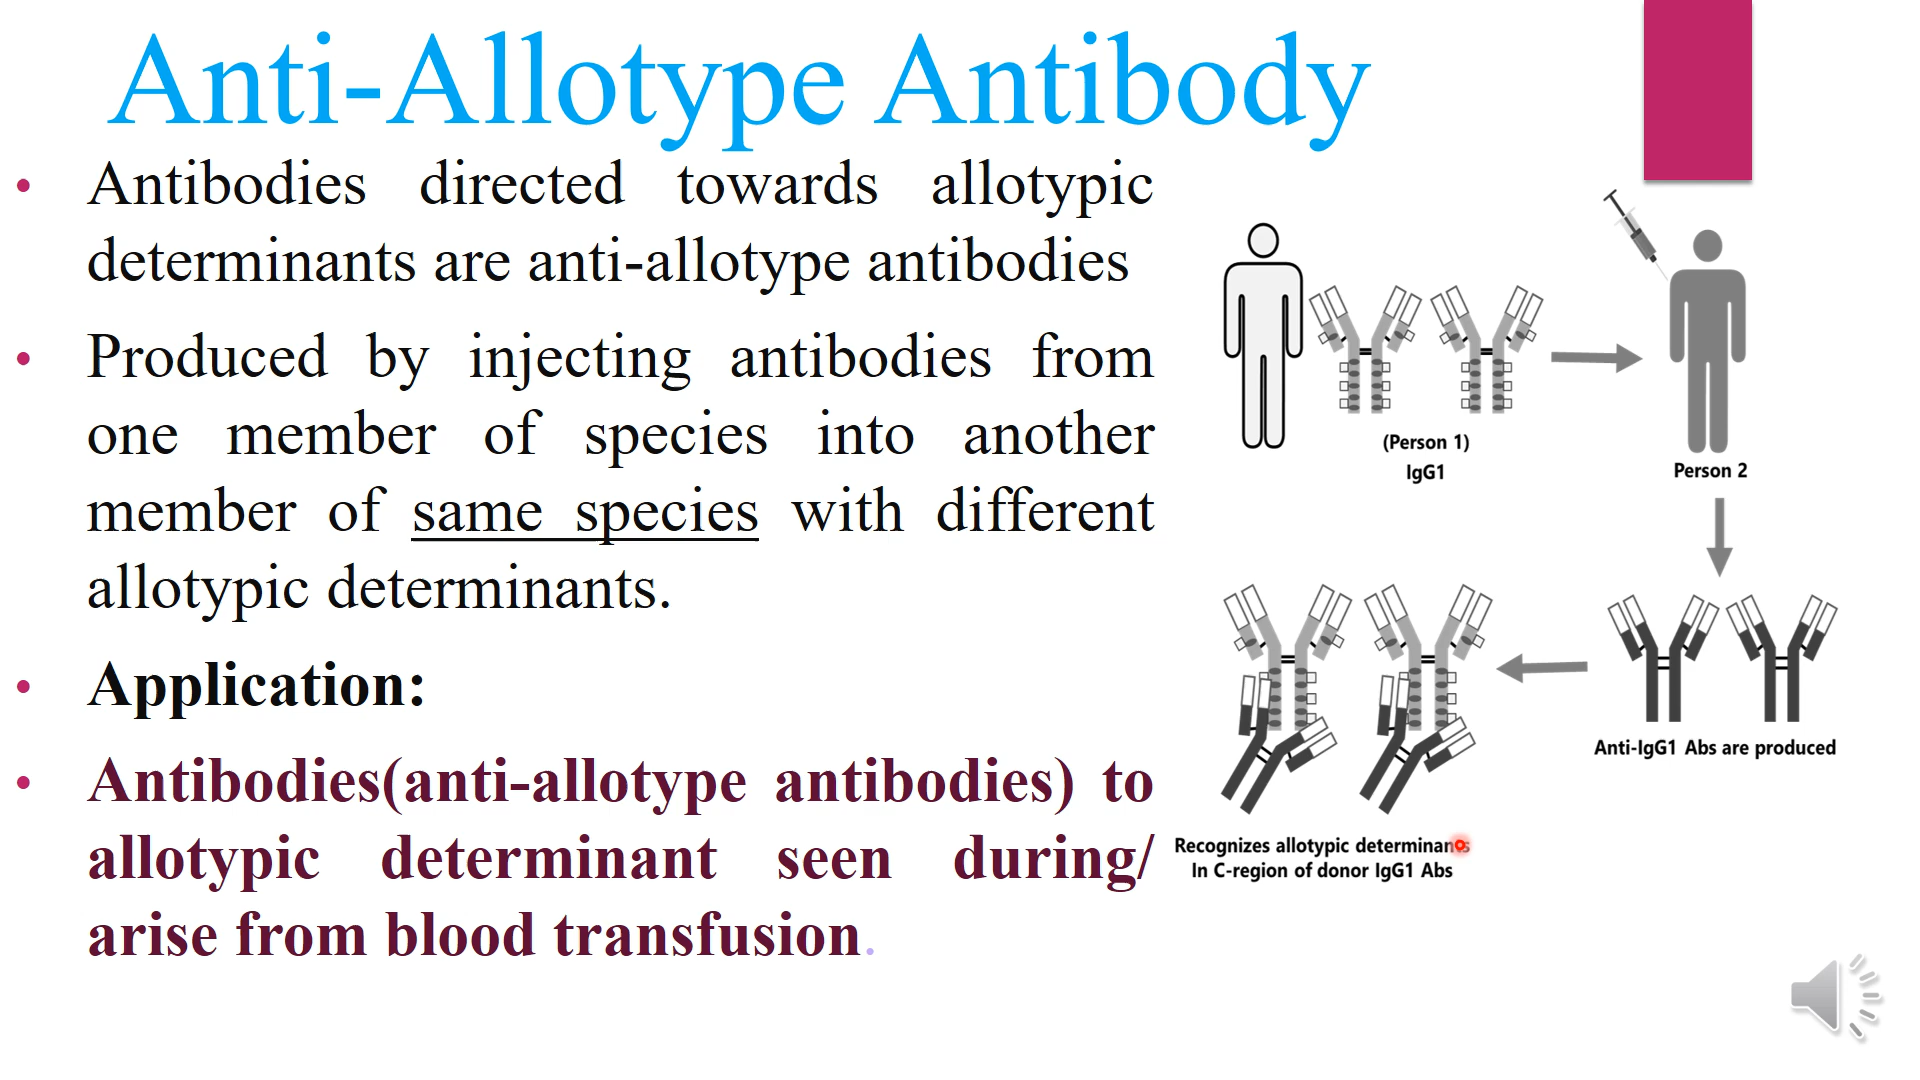 Anti-Allotype Antibody
• Antibodies directed towards allotypic
determinants are anti-allotype antibodies
• Produced by injecting antibodies from
one member of species into another
member of same species with different
allotypic determinants.
• Application:
• Antibodies(anti-allotype antibodies) to
allotypic determinant seen during/
arise from blood transfusion.
(Person 1)
IgG1
Person 2
Anti-IgG1 Abs are produced
Recognizes allotypic determinants
In C-region of donor IgG1 Abs